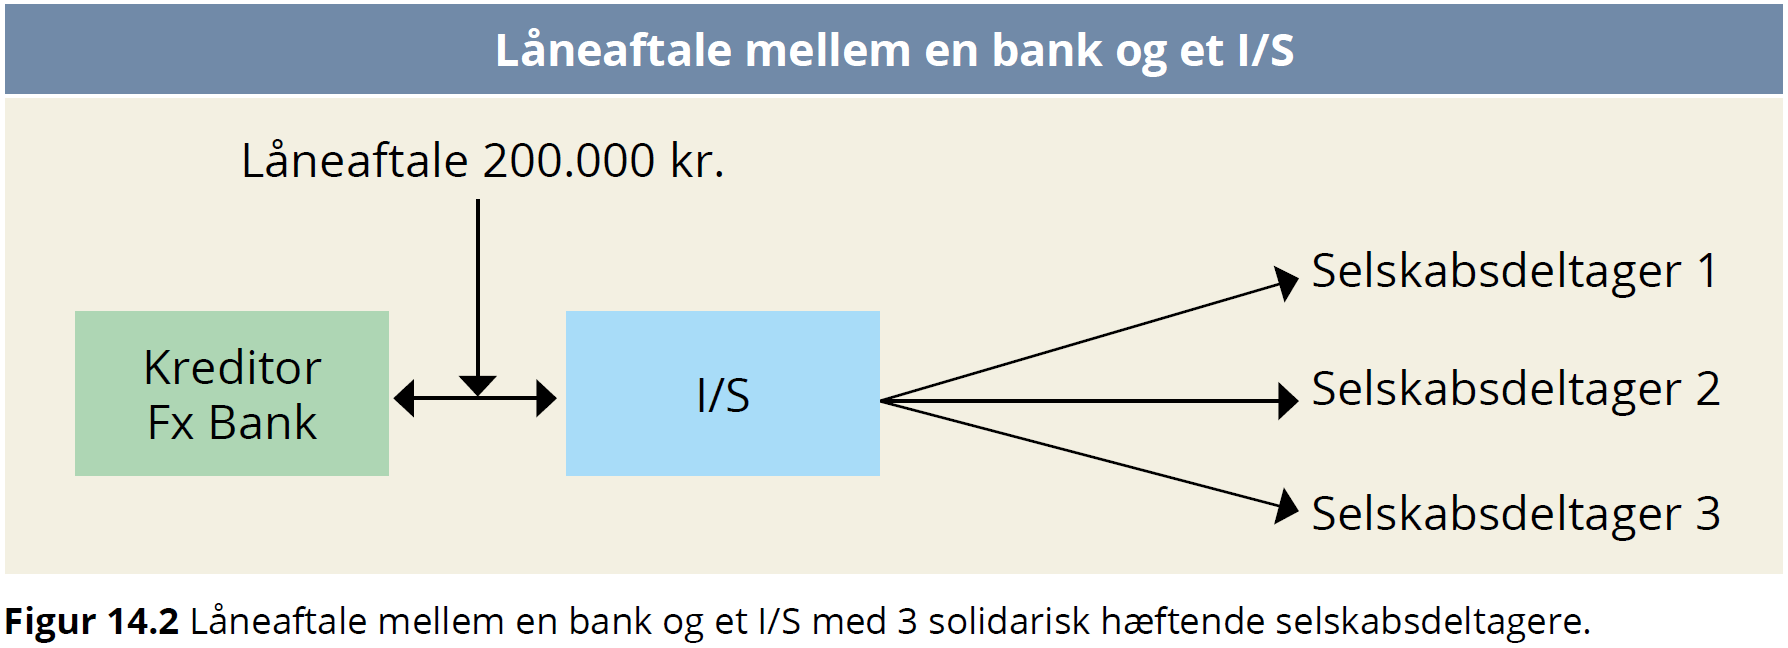 Låneaftale mellem en bank og et I/S
Låneaftale 200.000 kr.
Kreditor
Fx Bank
I/S
Selskabsdeltager 1
Selskabsdeltager 2
Selskabsdeltager 3
Figur 14.2 Låneaftale mellem en bank og et I/S med 3 solidarisk hæftende selskabsdeltagere.